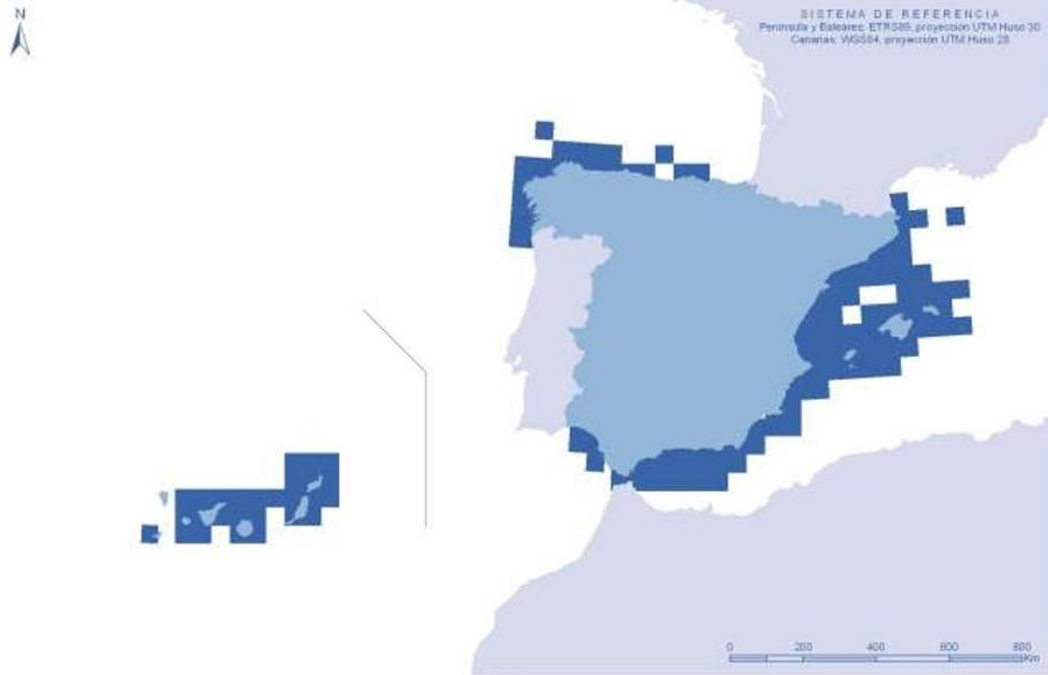 N
SISTEMA DE REFERENCIA
Península y Baleares: ETRS89, proyección UTM Huso 30
Canarias: WGS84, proyección UTM Huso 28
0 200 400 600 800
Km